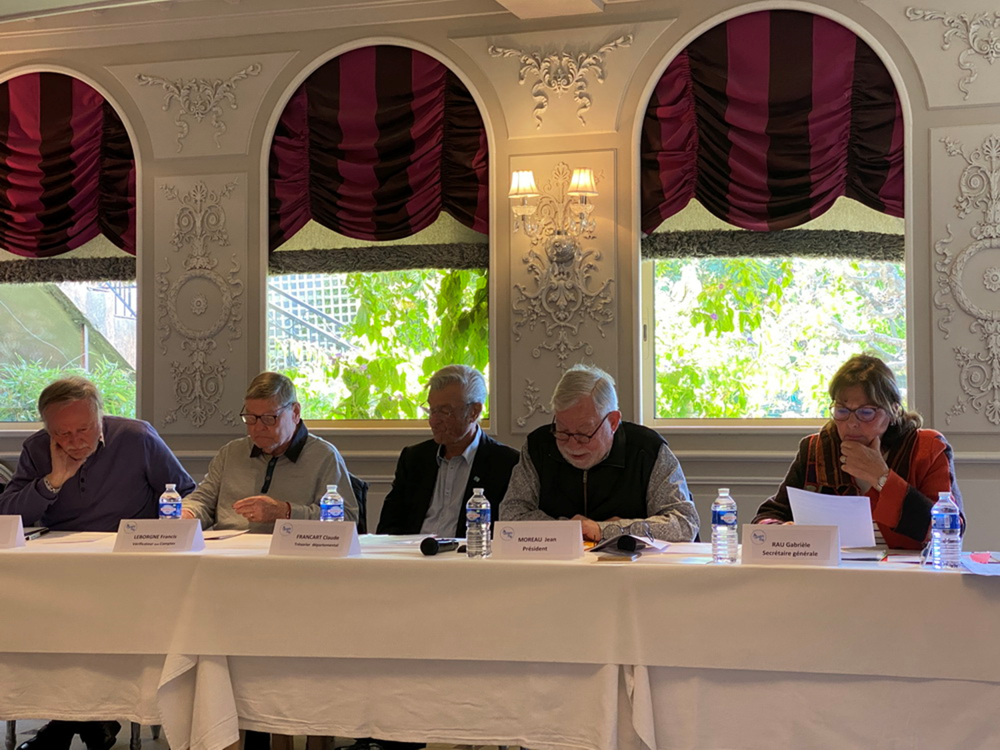 LEBORGNE Francis
Vérificateur aux Comptes
FRANCART Claude
Trésorier départemental
MOREAU Jean
Président
RAU Gabrièle
Secrétaire générale